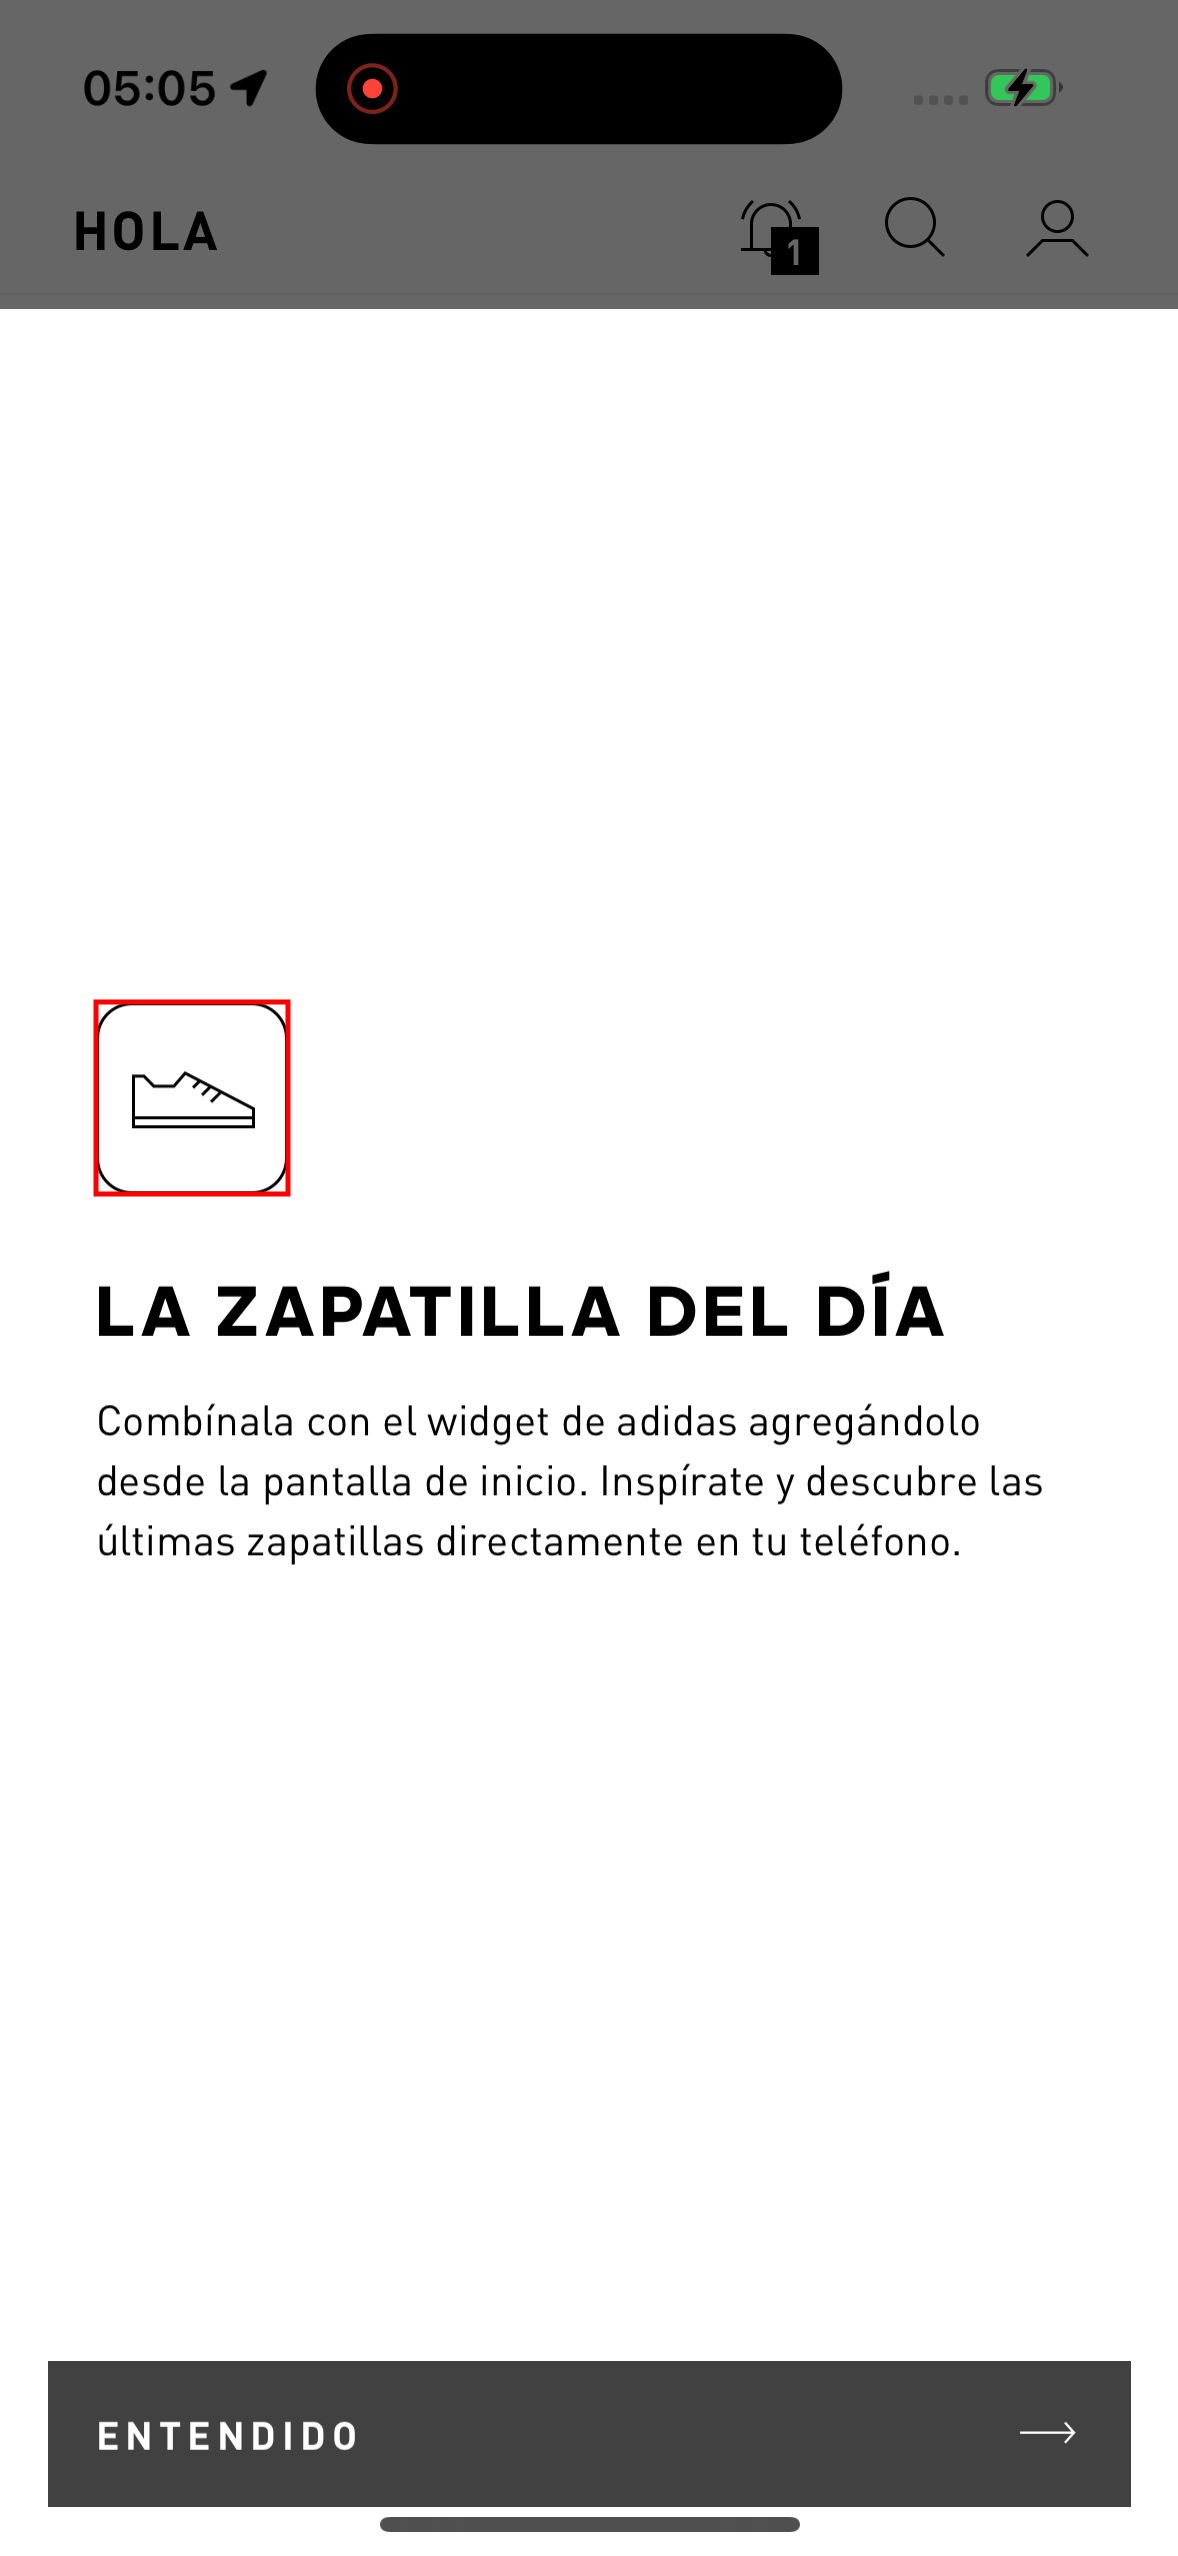 05:05
HOLA
1
LA ZAPATILLA DEL DÍA
Combínala con el widget de adidas agregándolo
desde la pantalla de inicio. Inspírate y descubre las
últimas zapatillas directamente en tu teléfono.
ENTENDIDO